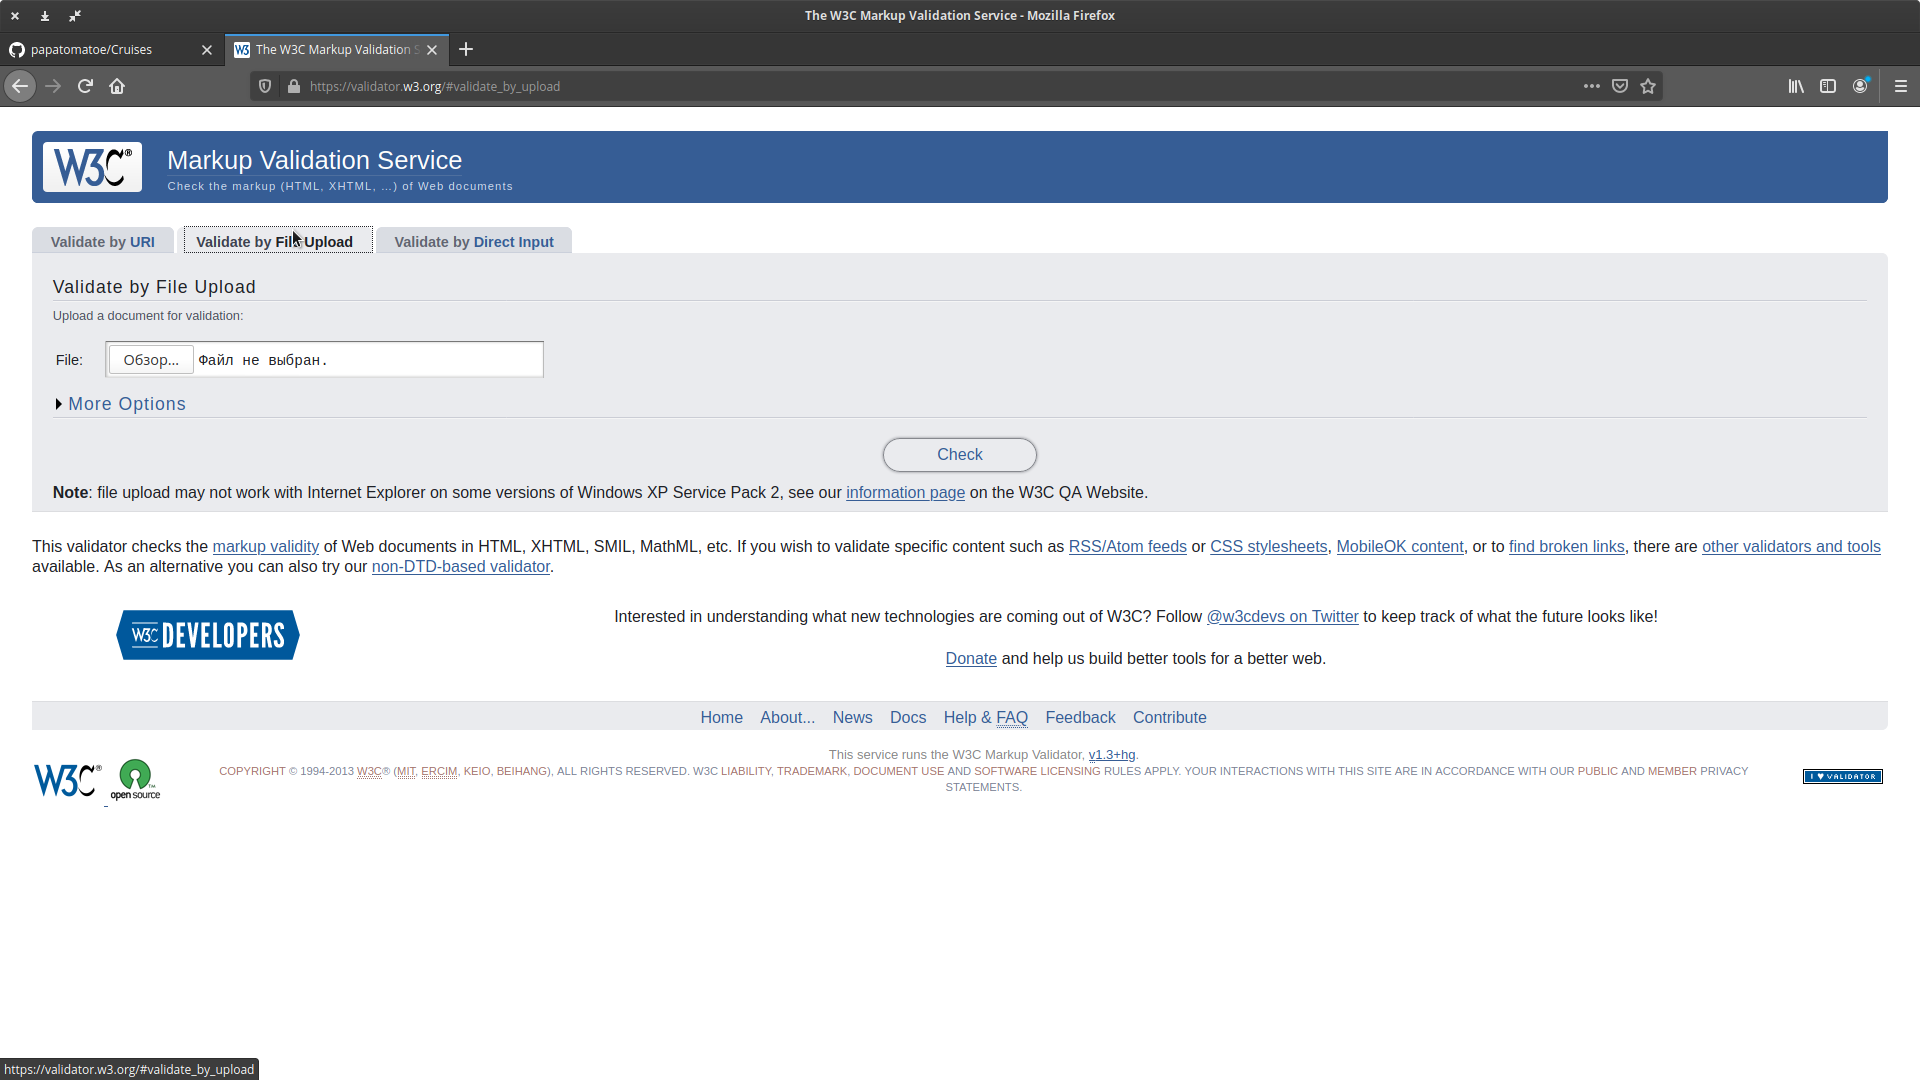 The W3C Markup Validation Service - Mozilla Firefox
papatomatoe/Cruises
W3 The W3C Markup Validation S
https://validator.w3.org/#validate_by_upload
W3C® Markup Validation Service
Check the markup (HTML, XHTML, …) of Web documents
Validate by URI Validate by File Upload Validate by Direct Input
Validate by File Upload
Upload a document for validation:
File: Обзор… Файл не выбран.
More Options
Check
Note: file upload may not work with Internet Explorer on some versions of Windows XP Service Pack 2, see our information page on the W3C QA Website.
This validator checks the markup validity of Web documents in HTML, XHTML, SMIL, MathML, etc. If you wish to validate specific content such as RSS/Atom feeds or CSS stylesheets, MobileOK content, or to find broken links, there are other validators and tools
available. As an alternative you can also try our non-DTD-based validator.
W3C DEVELOPERS
Interested in understanding what new technologies are coming out of W3C? Follow @w3cdevs on Twitter to keep track of what the future looks like!
Donate and help us build better tools for a better web.
Home About... News Docs Help & FAQ Feedback Contribute
This service runs the W3C Markup Validator, v1.3+hg.
W3C® open source™
COPYRIGHT © 1994-2013 W3C® (MIT, ERCIM, KEIO, BEIHANG), ALL RIGHTS RESERVED. W3C LIABILITY, TRADEMARK, DOCUMENT USE AND SOFTWARE LICENSING RULES APPLY. YOUR INTERACTIONS WITH THIS SITE ARE IN ACCORDANCE WITH OUR PUBLIC AND MEMBER PRIVACY
STATEMENTS.
I ♥ VALIDATOR
https://validator.w3.org/#validate_by_upload